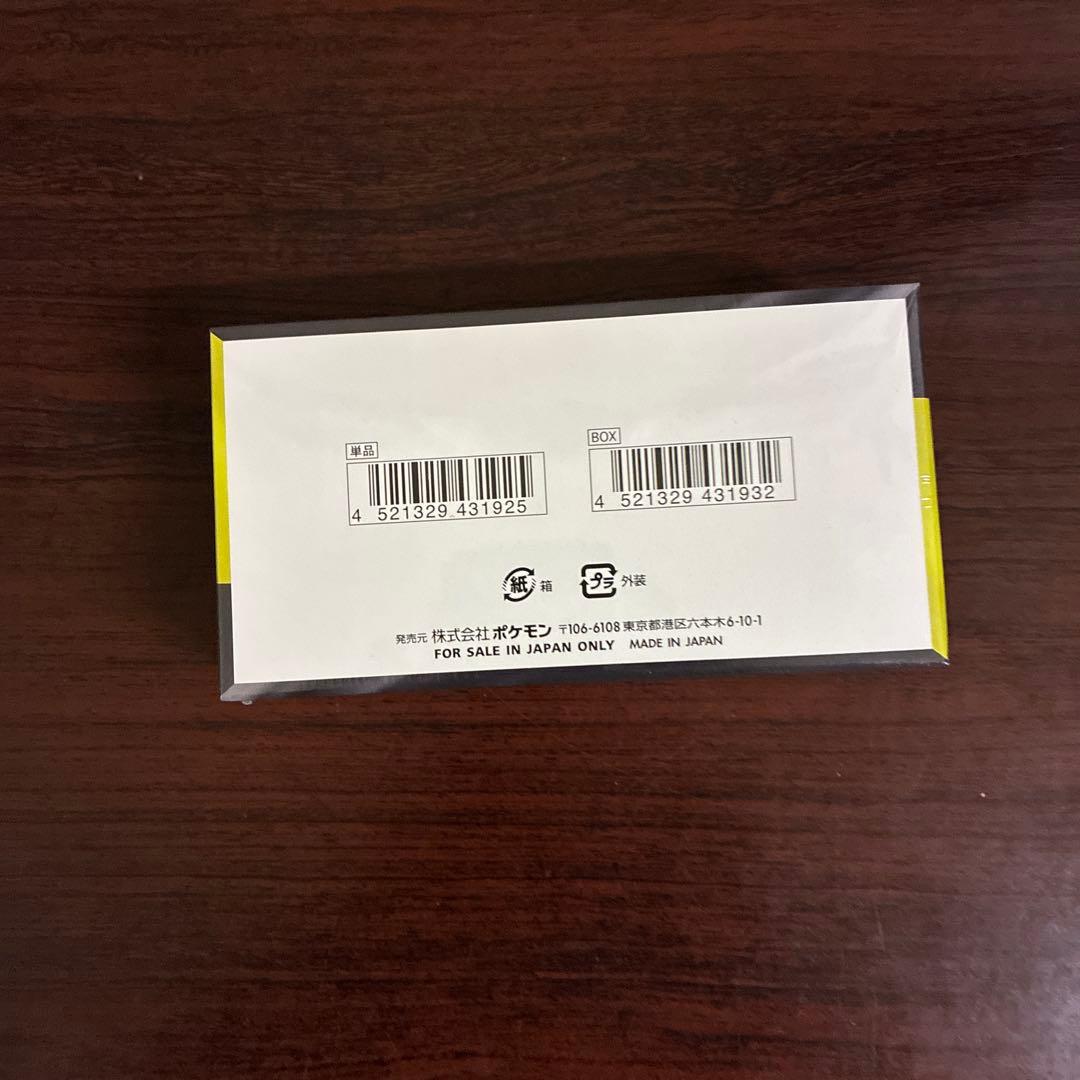 単品
4 521329 431925
BOX
4 521329 431932
紙 箱
プラ 外装
発売元 株式会社 ポケモン 〒106-6108 東京都港区六本木6-10-1
FOR SALE IN JAPAN ONLY MADE IN JAPAN